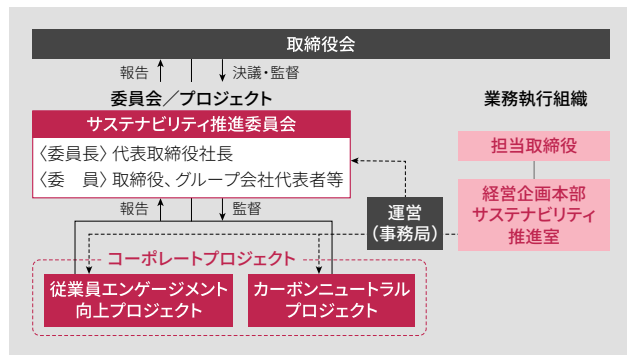 取締役会
報告
決議・監督
委員会／プロジェクト
業務執行組織
サステナビリティ推進委員会
〈委員長〉代表取締役社長
〈委　員〉取締役、グループ会社代表者等
担当取締役
経営企画本部
サステナビリティ
推進室
報告
監督
運営
（事務局）
コーポレートプロジェクト
従業員エンゲージメント
向上プロジェクト
カーボンニュートラル
プロジェクト